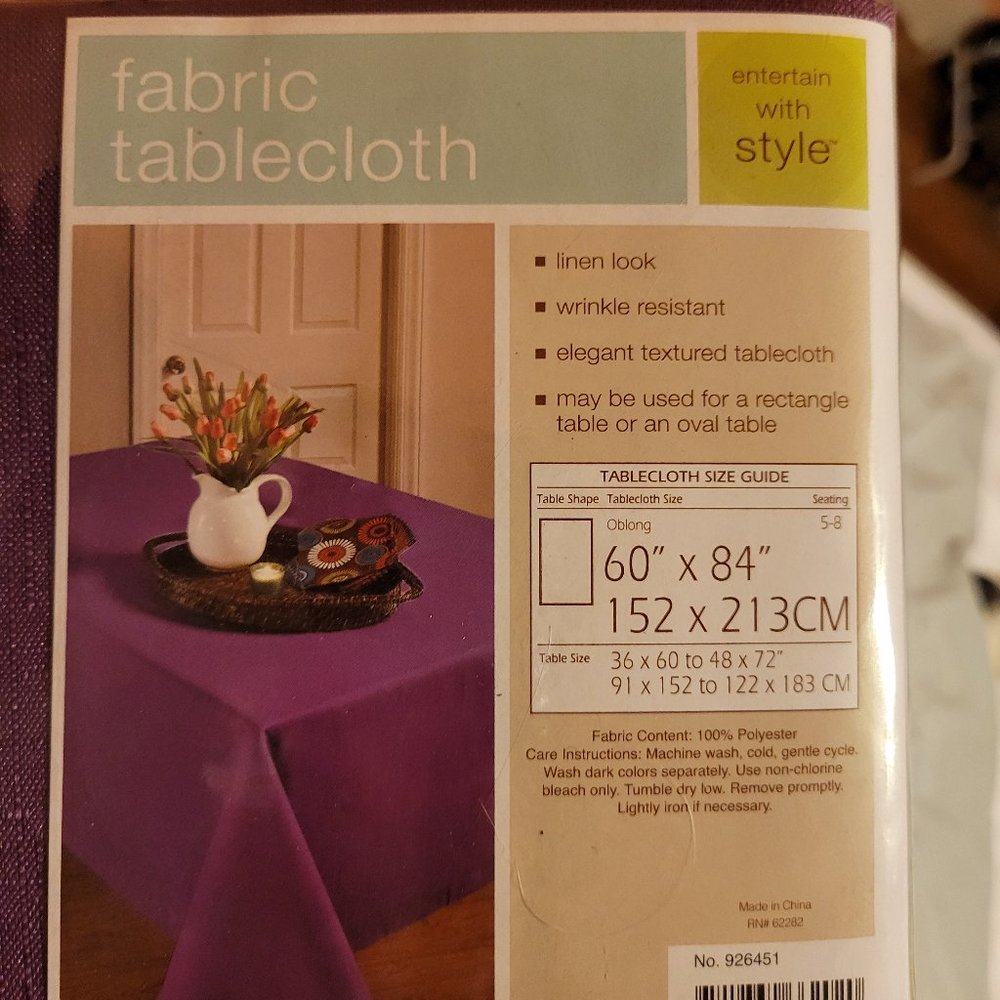 fabric
tablecloth
entertain
with
style™
▪ linen look
▪ wrinkle resistant
▪ elegant textured tablecloth
▪ may be used for a rectangle
table or an oval table
TABLECLOTH SIZE GUIDE
Table Shape Tablecloth Size Seating
Oblong 5-8
60" x 84"
152 x 213CM
Table Size 36 x 60 to 48 x 72"
91 x 152 to 122 x 183 CM
Fabric Content: 100% Polyester
Care Instructions: Machine wash, cold, gentle cycle.
Wash dark colors separately. Use non-chlorine
bleach only. Tumble dry low. Remove promptly.
Lightly iron if necessary.
Made in China
RN# 62282
No. 926451